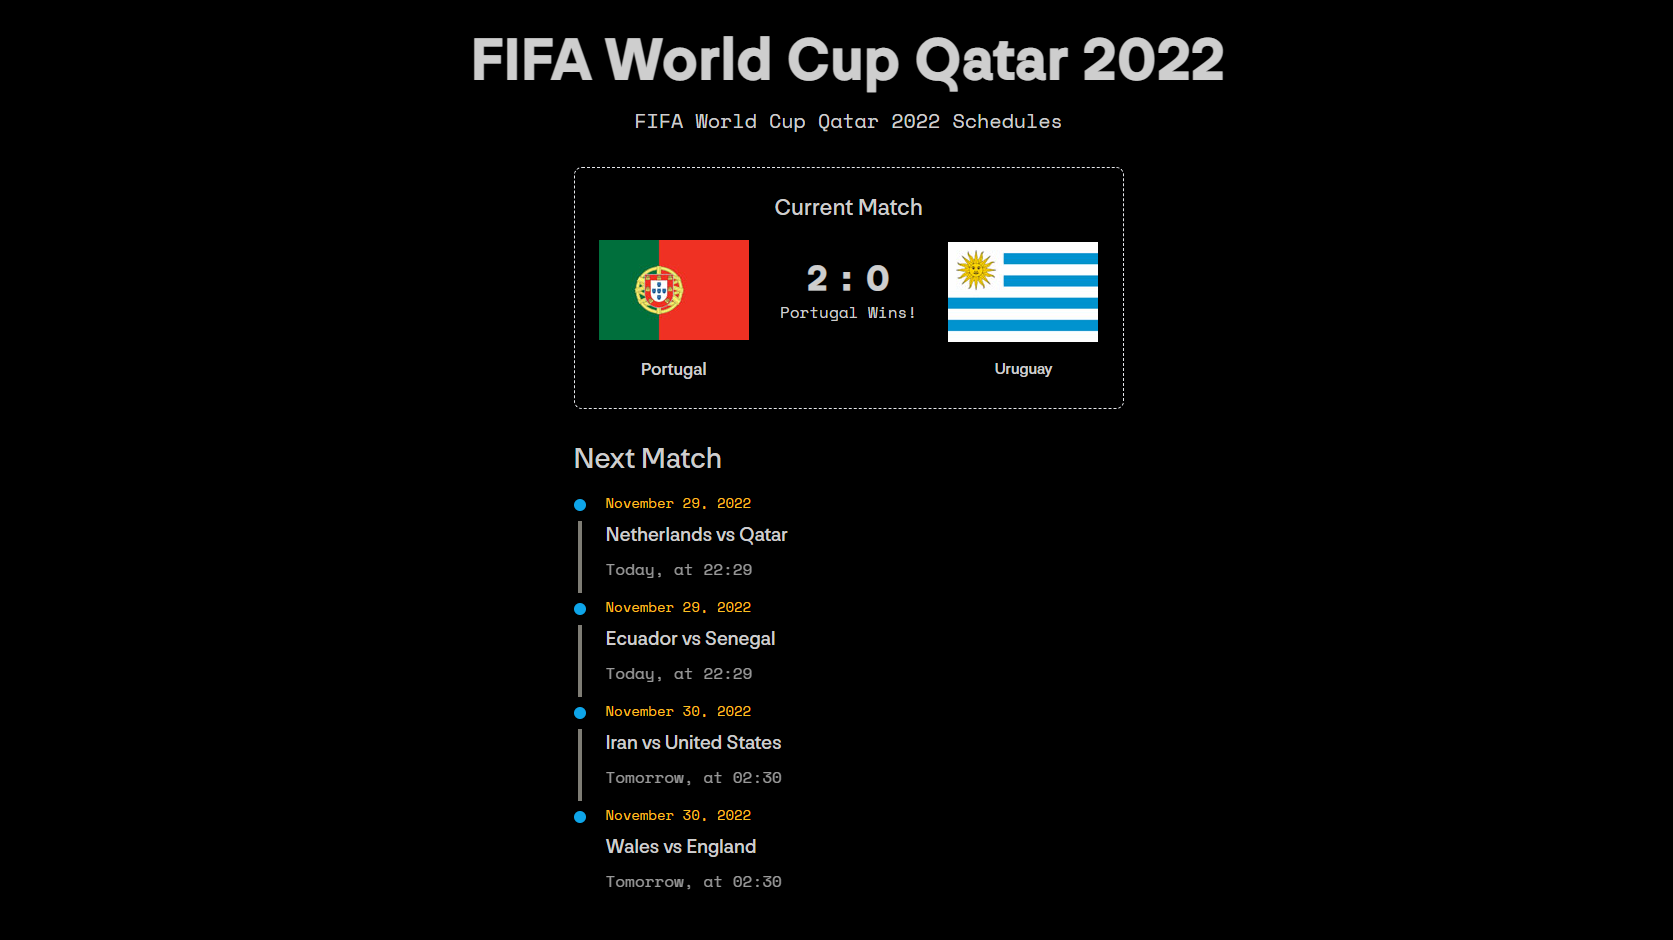 FIFA World Cup Qatar 2022
FIFA World Cup Qatar 2022 Schedules
Current Match
2 : 0
Portugal Wins!
Portugal
Uruguay
Next Match
November 29, 2022
Netherlands vs Qatar
Today, at 22:29
November 29, 2022
Ecuador vs Senegal
Today, at 22:29
November 30, 2022
Iran vs United States
Tomorrow, at 02:30
November 30, 2022
Wales vs England
Tomorrow, at 02:30